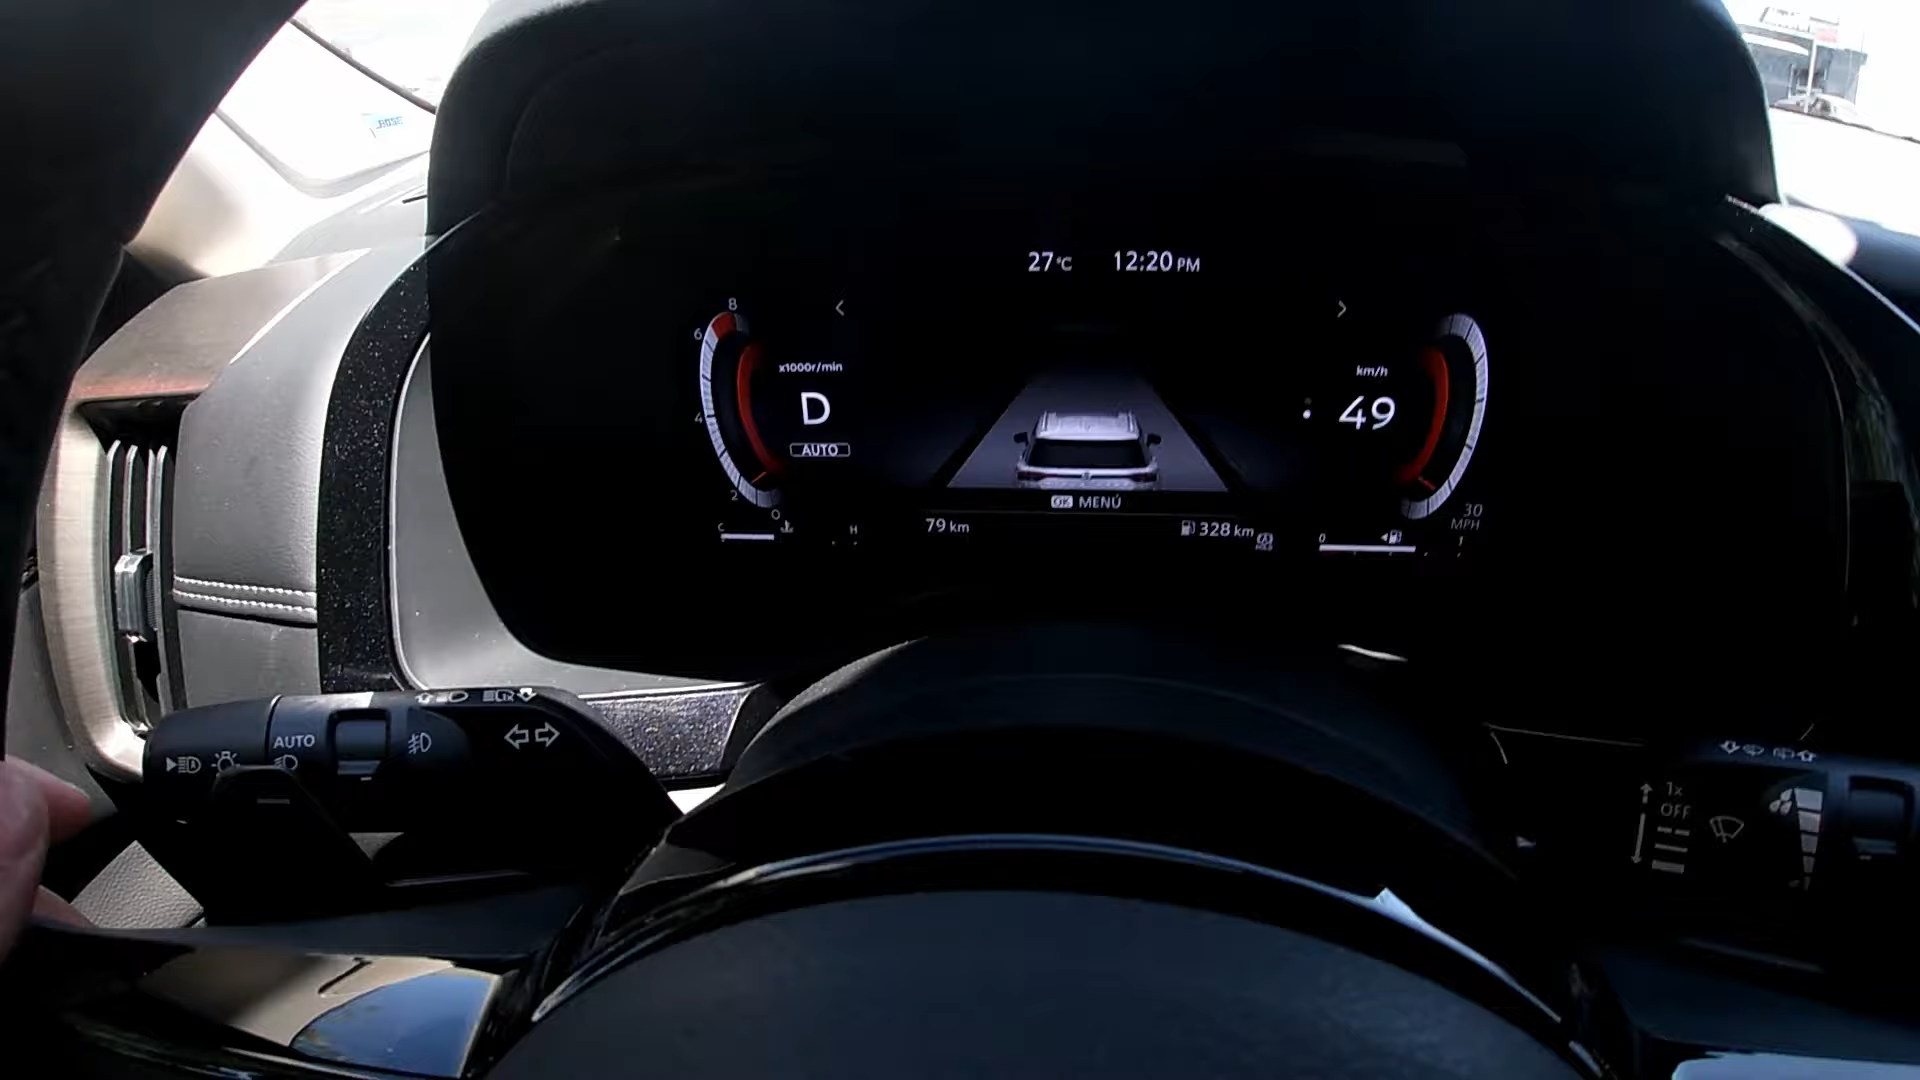 27°C 12:20 PM
8
6
x1000r/min
km/h
4
D
49
AUTO
2
OK MENÚ
0
30
MPH
C
H
79 km
328 km
0
1
AUTO
1x
OFF